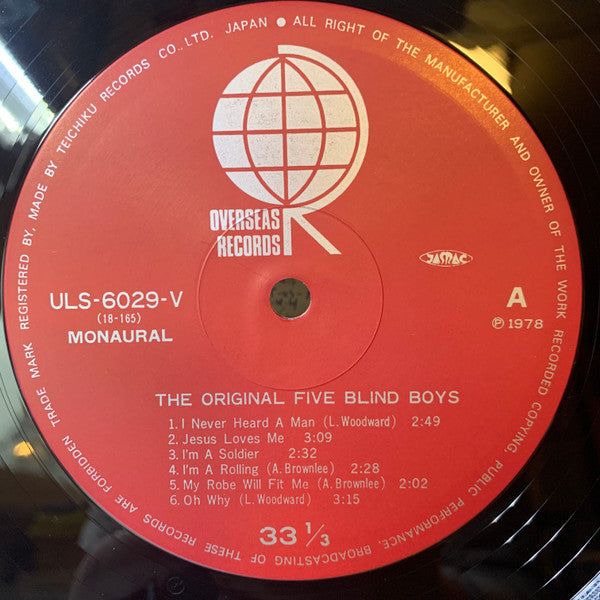 TRADE MARK REGISTERED BY, MADE BY TEICHIKU RECORDS CO., LTD. JAPAN • ALL RIGHT OF THE MANUFACTURER AND OWNER OF THE WORK RECORDED COPYING, PUBLIC PERFORMANCE, BROADCASTING OF THESE RECORDS ARE FORBIDDEN
OVERSEAS
RECORDS
JASRAC
ULS-6029-V
(18-165)
MONAURAL
A
℗ 1978
THE ORIGINAL FIVE BLIND BOYS
1. I Never Heard A Man (L. Woodward) 2:49
2. Jesus Loves Me 3:09
3. I'm A Soldier 2:32
4. I'm A Rolling (A. Brownlee) 2:28
5. My Robe Will Fit Me (A. Brownlee) 2:02
6. Oh Why (L. Woodward) 3:15
33 1/3